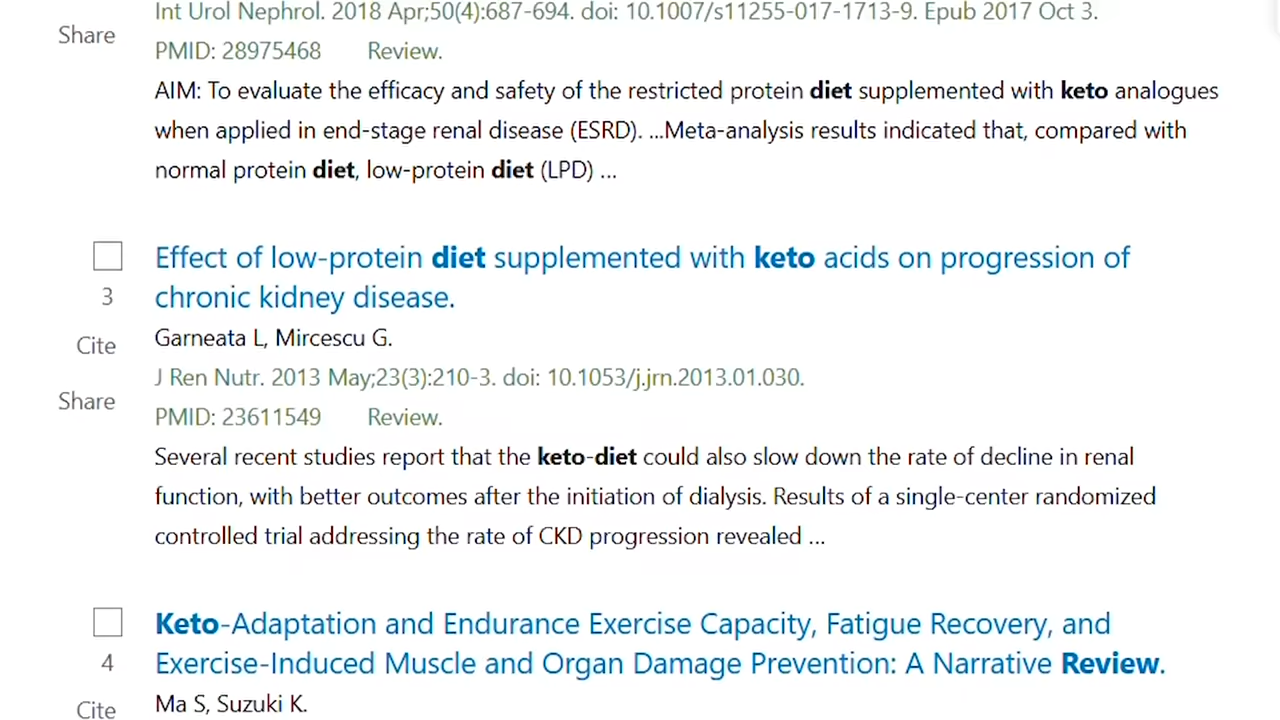 Int Urol Nephrol. 2018 Apr;50(4):687-694. doi: 10.1007/s11255-017-1713-9. Epub 2017 Oct 3.
Share
PMID: 28975468 Review.
AIM: To evaluate the efficacy and safety of the restricted protein diet supplemented with keto analogues
when applied in end-stage renal disease (ESRD). ...Meta-analysis results indicated that, compared with
normal protein diet, low-protein diet (LPD) ...
Effect of low-protein diet supplemented with keto acids on progression of
3
chronic kidney disease.
Cite
Garneata L, Mircescu G.
J Ren Nutr. 2013 May;23(3):210-3. doi: 10.1053/j.jrn.2013.01.030.
Share
PMID: 23611549 Review.
Several recent studies report that the keto-diet could also slow down the rate of decline in renal
function, with better outcomes after the initiation of dialysis. Results of a single-center randomized
controlled trial addressing the rate of CKD progression revealed ...
Keto-Adaptation and Endurance Exercise Capacity, Fatigue Recovery, and
4
Exercise-Induced Muscle and Organ Damage Prevention: A Narrative Review.
Cite
Ma S, Suzuki K.